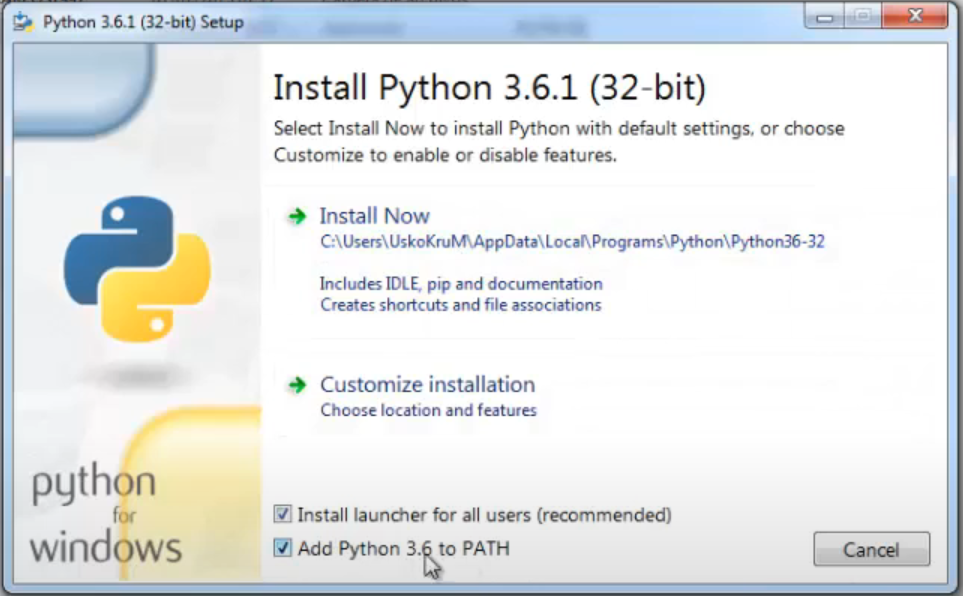 Python 3.6.1 (32-bit) Setup
Install Python 3.6.1 (32-bit)
Select Install Now to install Python with default settings, or choose
Customize to enable or disable features.
Install Now
C:\Users\UskoKruM\AppData\Local\Programs\Python\Python36-32
Includes IDLE, pip and documentation
Creates shortcuts and file associations
Customize installation
Choose location and features
python
for
windows
Install launcher for all users (recommended)
Add Python 3.6 to PATH
Cancel